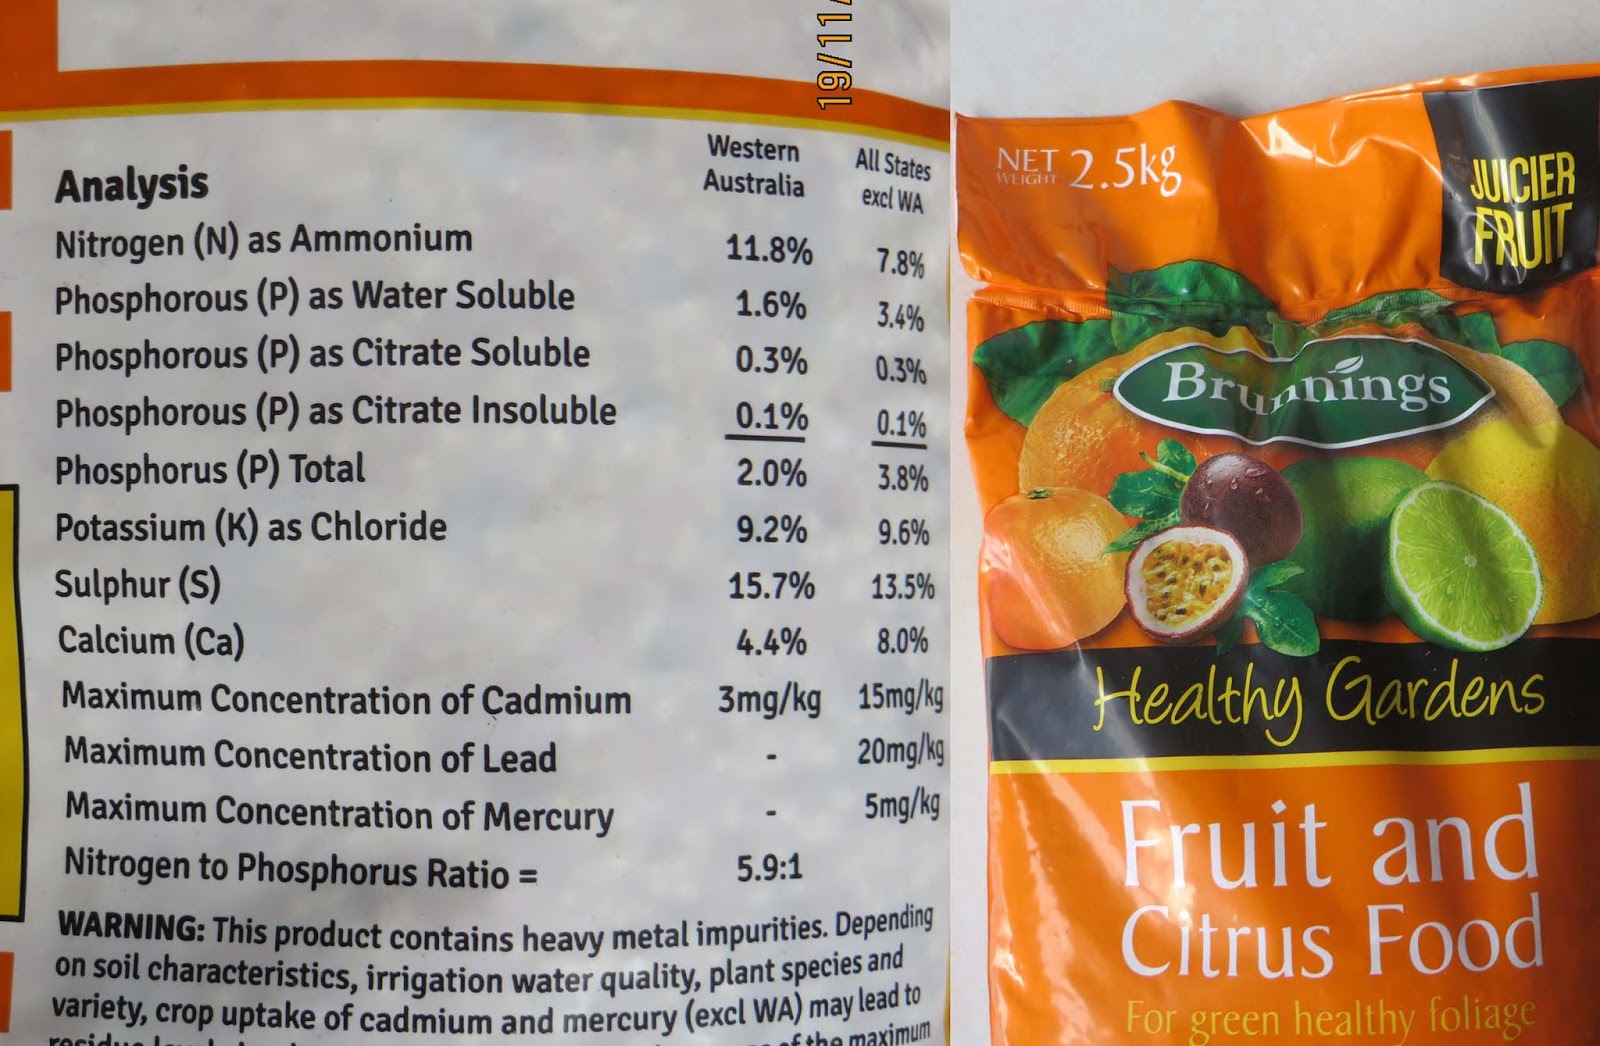 19/11/
Western Australia
All States excl WA
Analysis
Nitrogen (N) as Ammonium 11.8% 7.8%
Phosphorous (P) as Water Soluble 1.6% 3.4%
Phosphorous (P) as Citrate Soluble 0.3% 0.3%
Phosphorous (P) as Citrate Insoluble 0.1% 0.1%
Phosphorus (P) Total 2.0% 3.8%
Potassium (K) as Chloride 9.2% 9.6%
Sulphur (S) 15.7% 13.5%
Calcium (Ca) 4.4% 8.0%
Maximum Concentration of Cadmium 3mg/kg 15mg/kg
Maximum Concentration of Lead - 20mg/kg
Maximum Concentration of Mercury - 5mg/kg
Nitrogen to Phosphorus Ratio = 5.9:1
WARNING: This product contains heavy metal impurities. Depending
on soil characteristics, irrigation water quality, plant species and
variety, crop uptake of cadmium and mercury (excl WA) may lead to
of the maximum
NET WEIGHT 2.5kg
JUICIER
FRUIT
Brunnings
Healthy Gardens
Fruit and
Citrus Food
For green healthy foliage